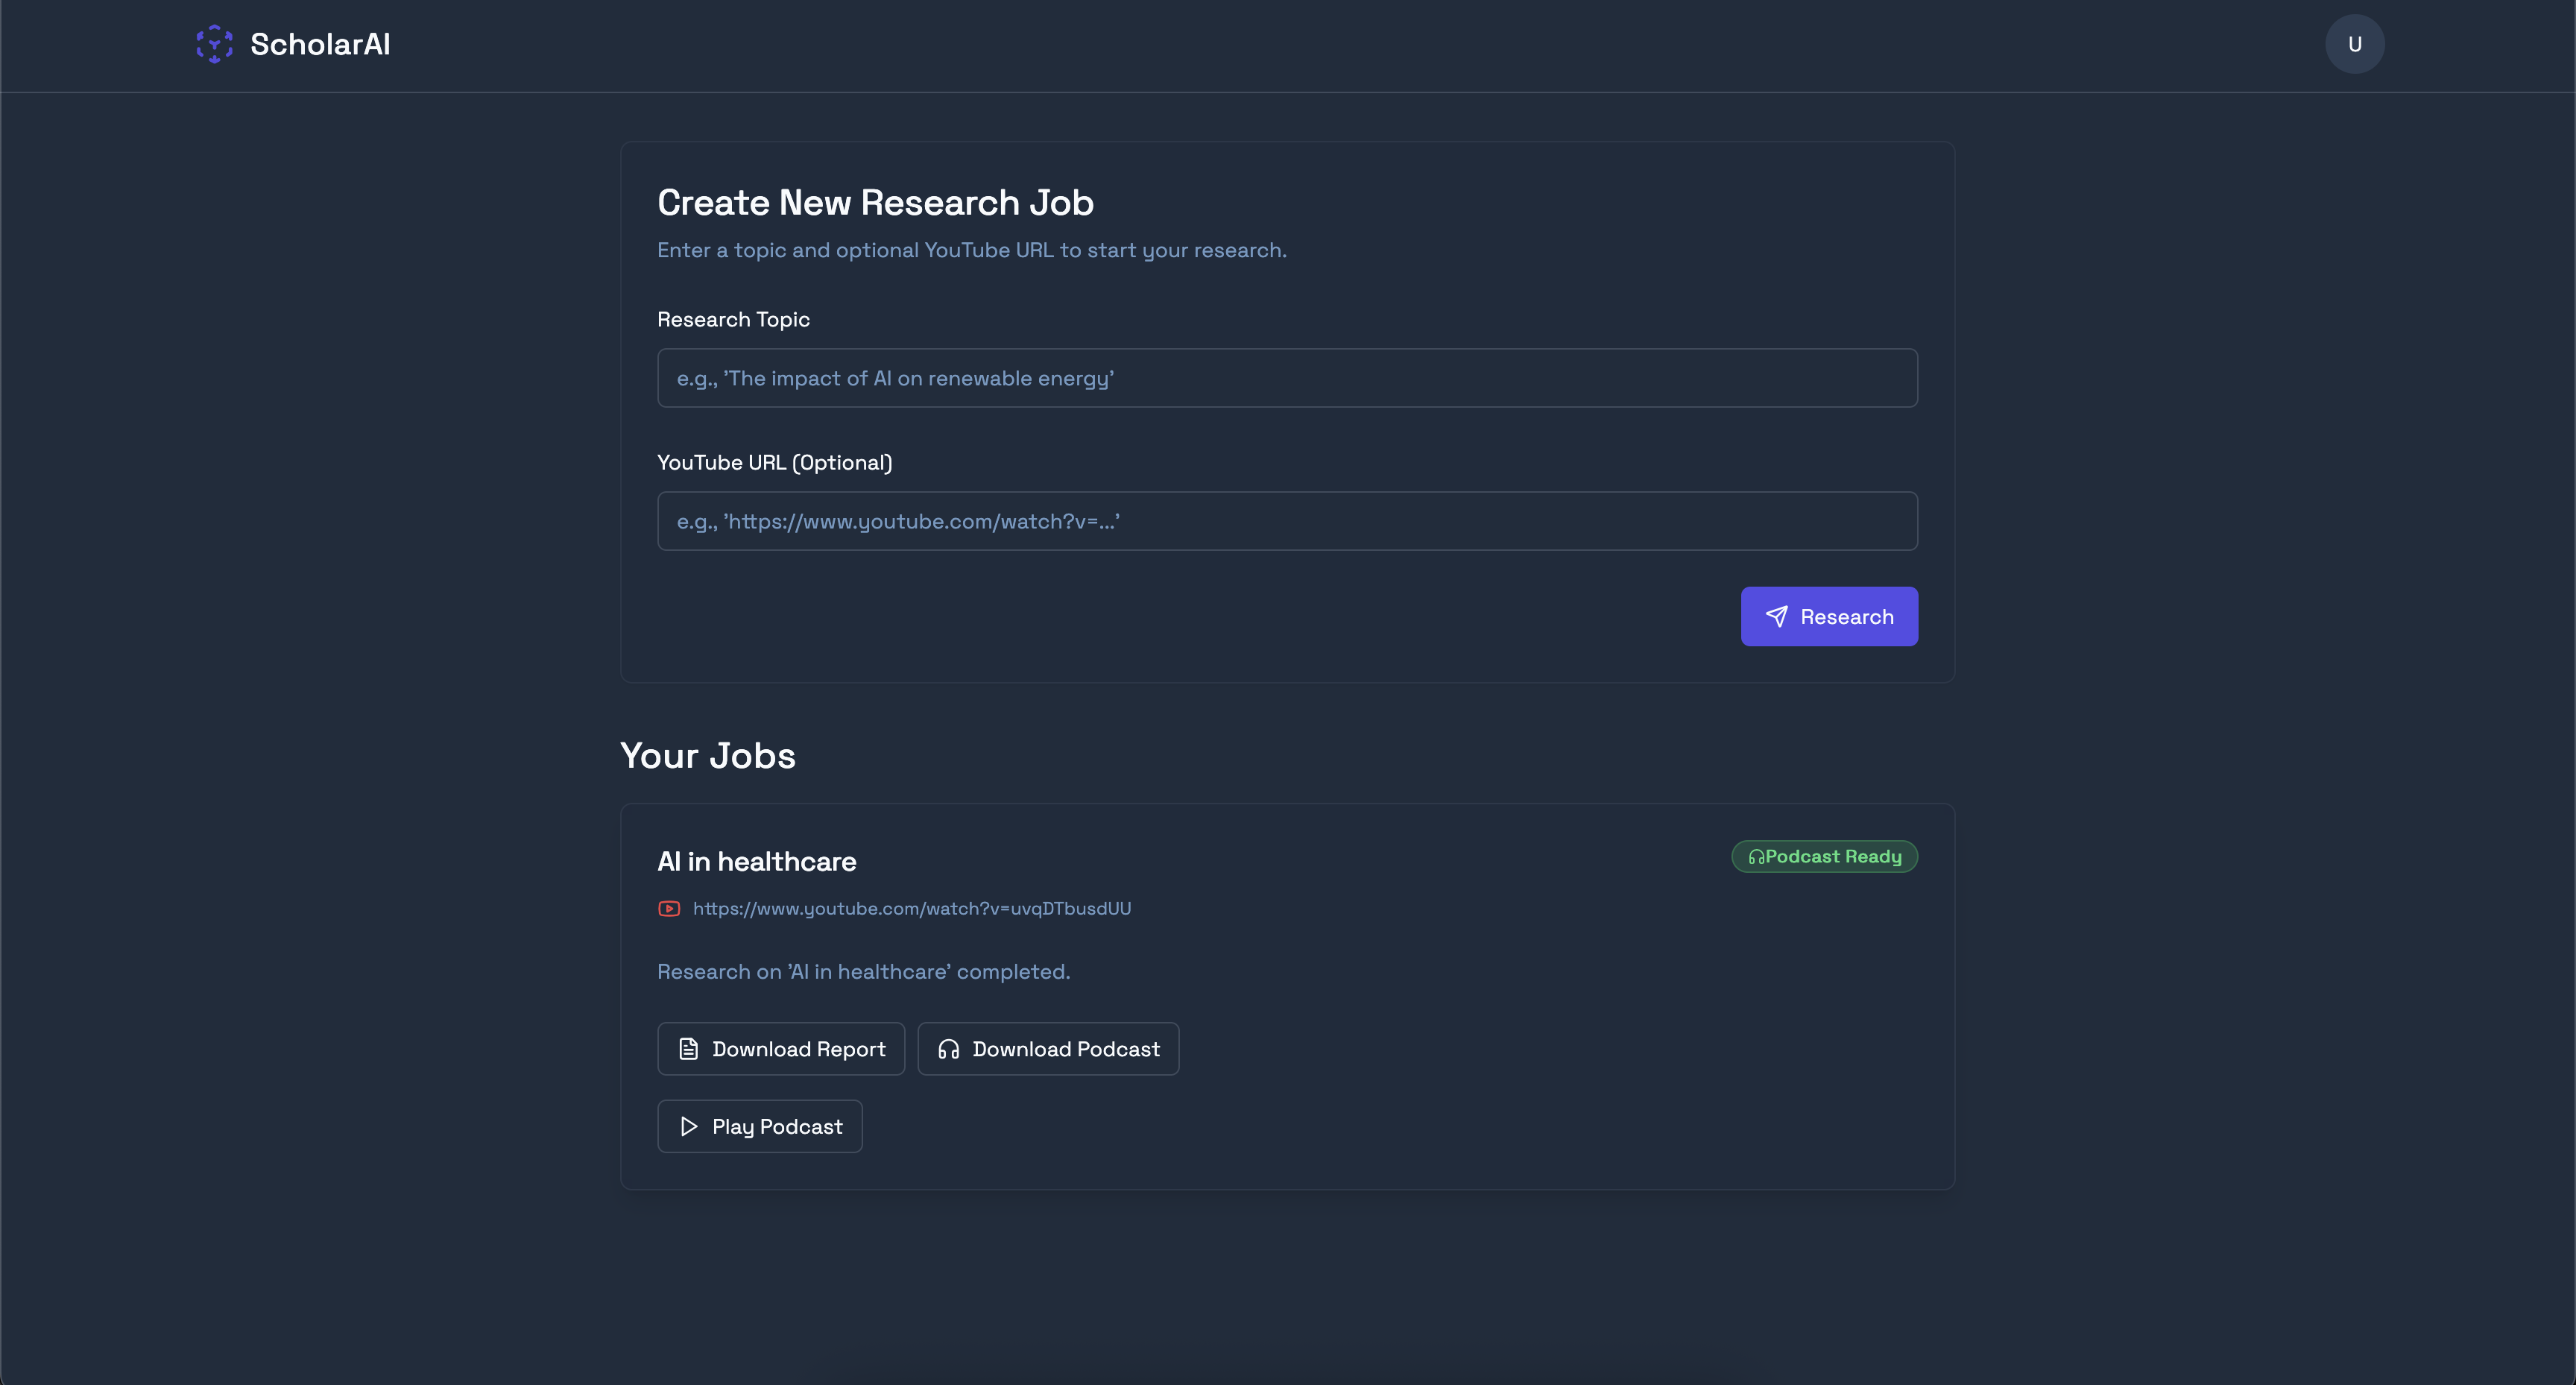 ScholarAI
U
Create New Research Job
Enter a topic and optional YouTube URL to start your research.
Research Topic
e.g., 'The impact of AI on renewable energy'
YouTube URL (Optional)
e.g., 'https://www.youtube.com/watch?v=...'
Research
Your Jobs
AI in healthcare
Podcast Ready
https://www.youtube.com/watch?v=uvqDTbusdUU
Research on 'AI in healthcare' completed.
Download Report
Download Podcast
Play Podcast